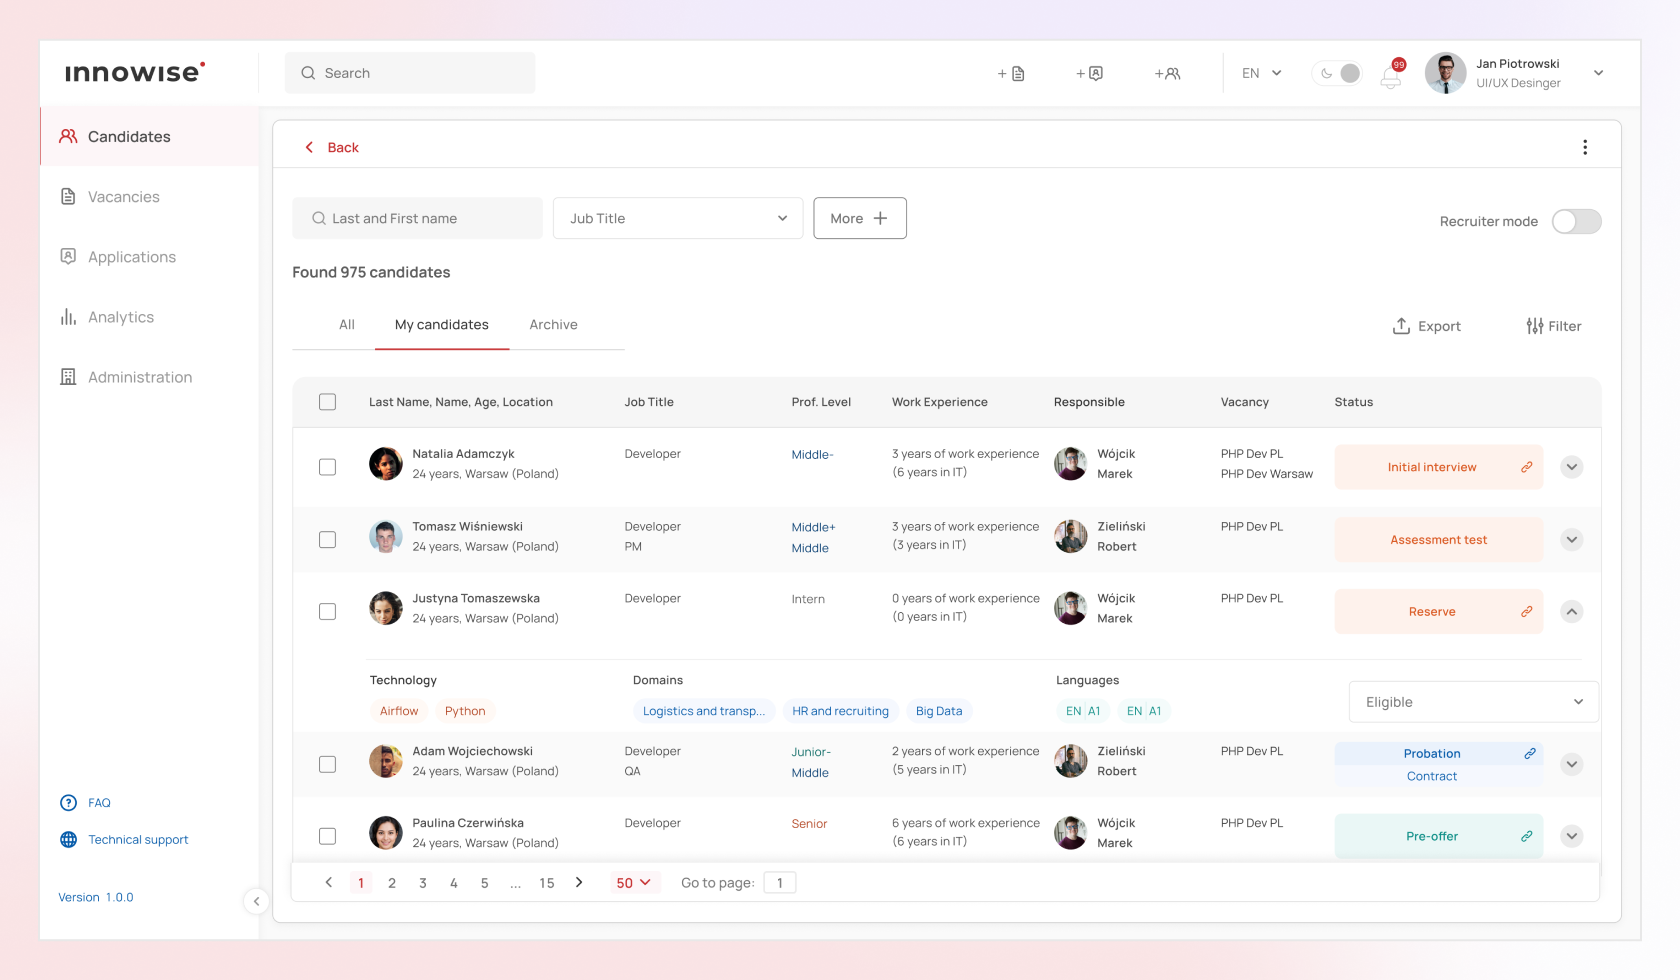 ınnowıse
Search
EN
99
Jan Piotrowski
UI/UX Desinger
Candidates
Vacancies
Applications
Analytics
Administration
FAQ
Technical support
Version 1.0.0
Back
Last and First name
Jub Title
More
Recruiter mode
Found 975 candidates
All
My candidates
Archive
Export
Filter
Last Name, Name, Age, Location
Job Title
Prof. Level
Work Experience
Responsible
Vacancy
Status
Natalia Adamczyk
24 years, Warsaw (Poland)
Developer
Middle-
3 years of work experience
(6 years in IT)
Wójcik
Marek
PHP Dev PL
PHP Dev Warsaw
Initial interview
Tomasz Wiśniewski
24 years, Warsaw (Poland)
Developer
PM
Middle+
Middle
3 years of work experience
(3 years in IT)
Zieliński
Robert
PHP Dev PL
Assessment test
Justyna Tomaszewska
24 years, Warsaw (Poland)
Developer
Intern
0 years of work experience
(0 years in IT)
Wójcik
Marek
PHP Dev PL
Reserve
Technology
Airflow
Python
Domains
Logistics and transp...
HR and recruiting
Big Data
Languages
EN A1
EN A1
Eligible
Adam Wojciechowski
24 years, Warsaw (Poland)
Developer
QA
Junior-
Middle
2 years of work experience
(5 years in IT)
Zieliński
Robert
PHP Dev PL
Probation
Contract
Paulina Czerwińska
24 years, Warsaw (Poland)
Developer
Senior
6 years of work experience
(6 years in IT)
Wójcik
Marek
PHP Dev PL
Pre-offer
1 2 3 4 5 ... 15
50
Go to page: 1